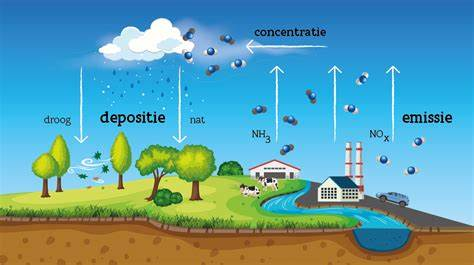 concentratie
droog
depositie
nat
NH3
NOx
emissie